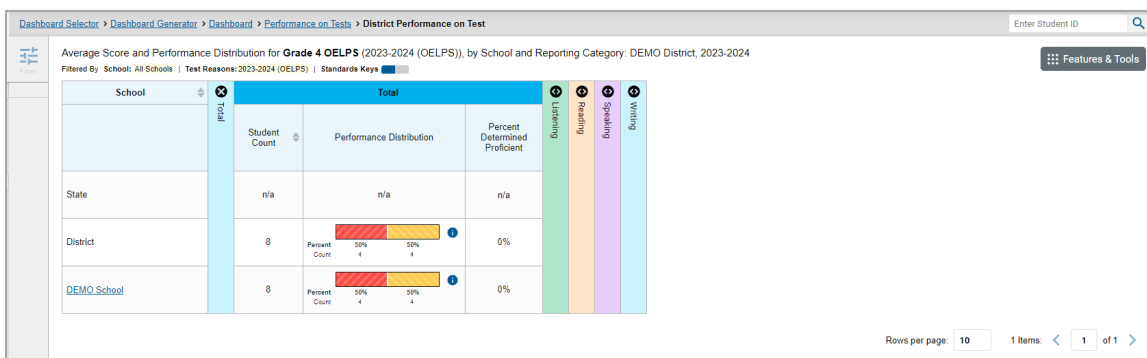 Dashboard Selector > Dashboard Generator > Dashboard > Performance on Tests > District Performance on Test
Enter Student ID
Filters
Average Score and Performance Distribution for Grade 4 OELPS (2023-2024 (OELPS)), by School and Reporting Category: DEMO District, 2023-2024
Filtered By School: All Schools | Test Reasons: 2023-2024 (OELPS) | Standards Keys
Features & Tools
School
Total
Total
Listening
Reading
Speaking
Writing
Student Count
Performance Distribution
Percent Determined Proficient
State n/a n/a n/a
District 8 0%
Percent 50% 50%
Count 4 4
DEMO School 8 0%
Percent 50% 50%
Count 4 4
Rows per page: 10 1 Items: 1 of 1